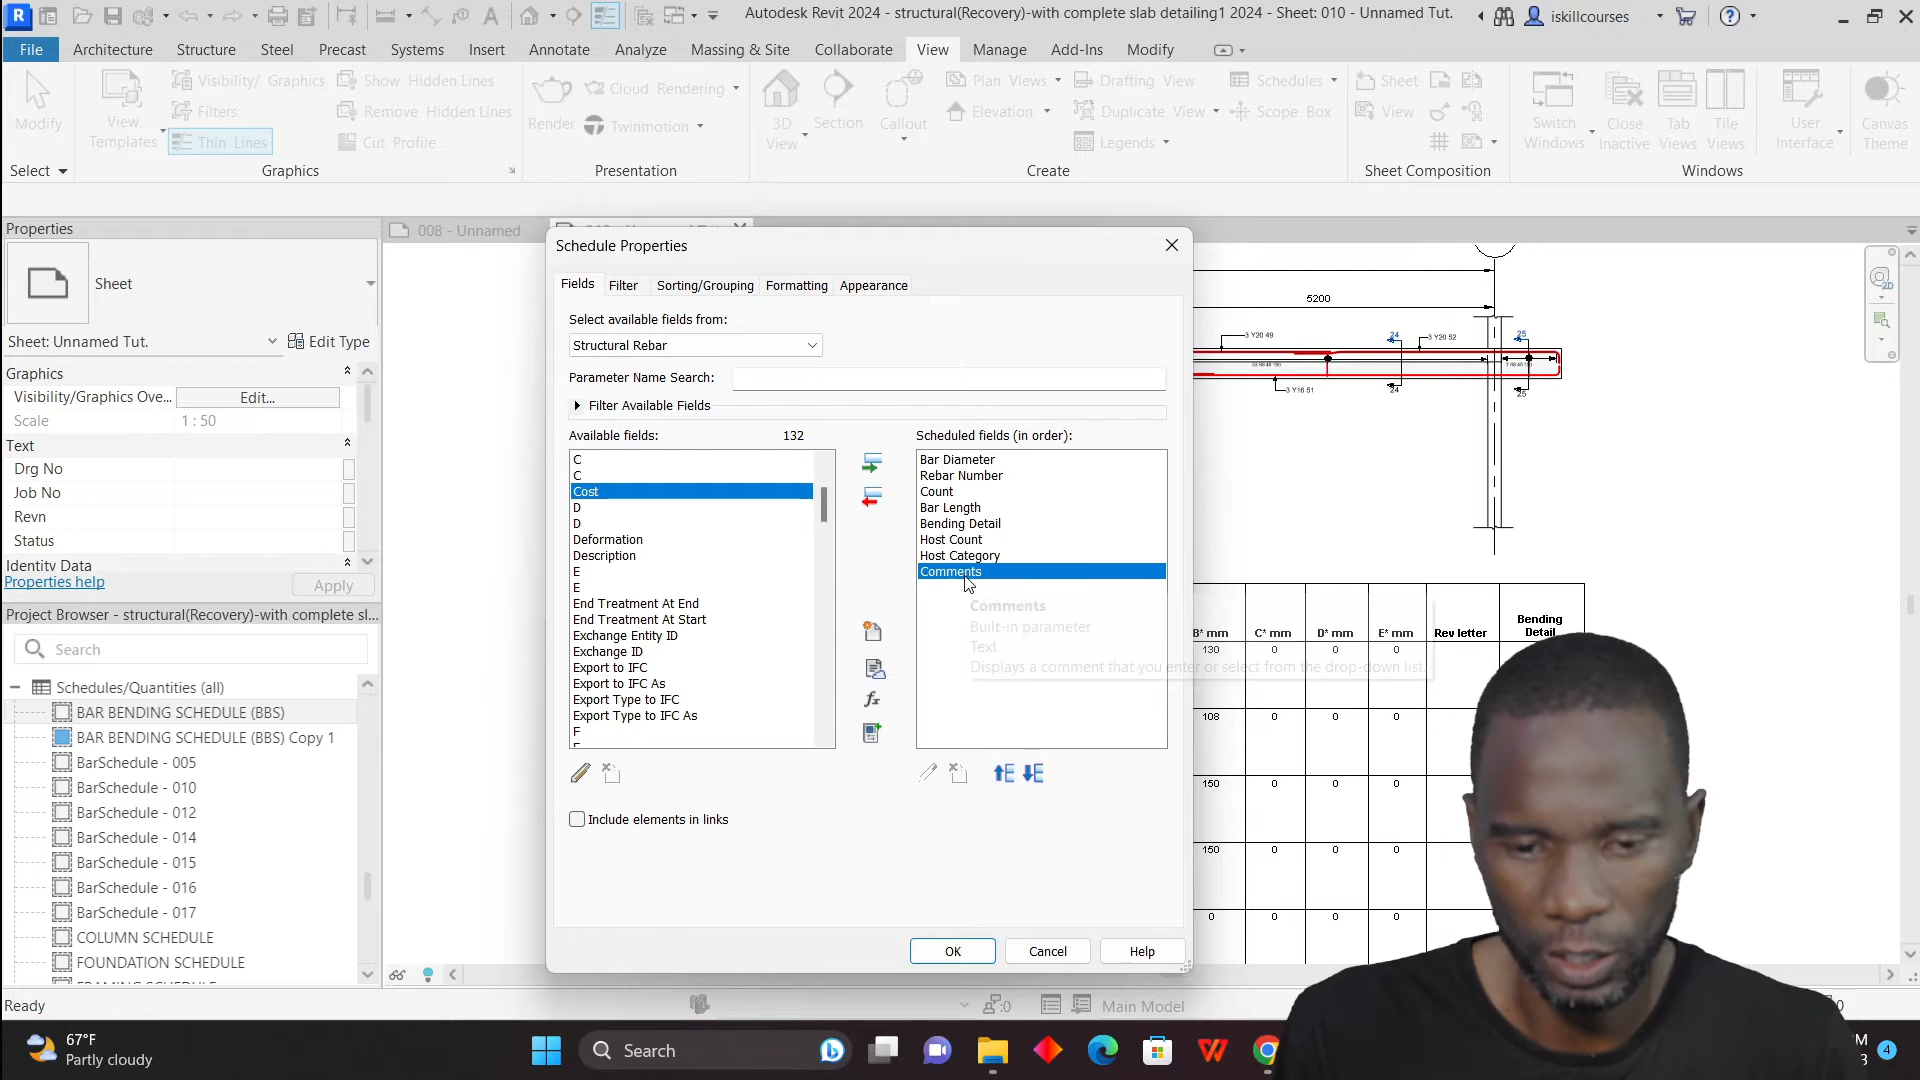 Autodesk Revit 2024 - structural(Recovery)-with complete slab detailing1 2024 - Sheet: 010 - Unnamed Tut.
iskillcourses
File
Architecture
Structure
Steel
Precast
Systems
Insert
Annotate
Analyze
Massing & Site
Collaborate
View
Manage
Add-Ins
Modify
Modify
View
Templates
Visibility/ Graphics
Filters
Thin Lines
Show Hidden Lines
Remove Hidden Lines
Cut Profile
Render
Cloud Rendering
Twinmotion
3D
View
Section
Callout
Plan Views
Elevation
Drafting View
Duplicate View
Legends
Schedules
Scope Box
Sheet
View
Switch
Windows
Close
Inactive
Tab
Views
Tile
Views
User
Interface
Canvas
Theme
Select
Graphics
Presentation
Create
Sheet Composition
Windows
Properties
Sheet
Sheet: Unnamed Tut.
Edit Type
Graphics
Visibility/Graphics Ove...
Edit...
Scale
1 : 50
Text
Drg No
Job No
Revn
Status
Identity Data
Properties help
Apply
Project Browser - structural(Recovery)-with complete sl...
Search
Schedules/Quantities (all)
BAR BENDING SCHEDULE (BBS)
BAR BENDING SCHEDULE (BBS) Copy 1
BarSchedule - 005
BarSchedule - 010
BarSchedule - 012
BarSchedule - 014
BarSchedule - 015
BarSchedule - 016
BarSchedule - 017
COLUMN SCHEDULE
FOUNDATION SCHEDULE
008 - Unnamed
Schedule Properties
Fields
Filter
Sorting/Grouping
Formatting
Appearance
Select available fields from:
Structural Rebar
Parameter Name Search:
Filter Available Fields
Available fields:
132
C
C
Cost
D
D
Deformation
Description
E
E
End Treatment At End
End Treatment At Start
Exchange Entity ID
Exchange ID
Export to IFC
Export to IFC As
Export Type to IFC
Export Type to IFC As
F
Scheduled fields (in order):
Bar Diameter
Rebar Number
Count
Bar Length
Bending Detail
Host Count
Host Category
Comments
Comments
Built-in parameter
Text
Displays a comment that you enter or select from the drop-down list.
Include elements in links
OK
Cancel
Help
5200
3 Y20 49
24
3 Y20 52
25
3 Y16 51
24
25
B* mm
C* mm
D* mm
E* mm
Rev letter
Bending
Detail
130
0
0
0
108
0
0
0
150
0
0
0
150
0
0
0
0
0
0
0
Ready
:0
Main Model
67°F
Partly cloudy
Search
4